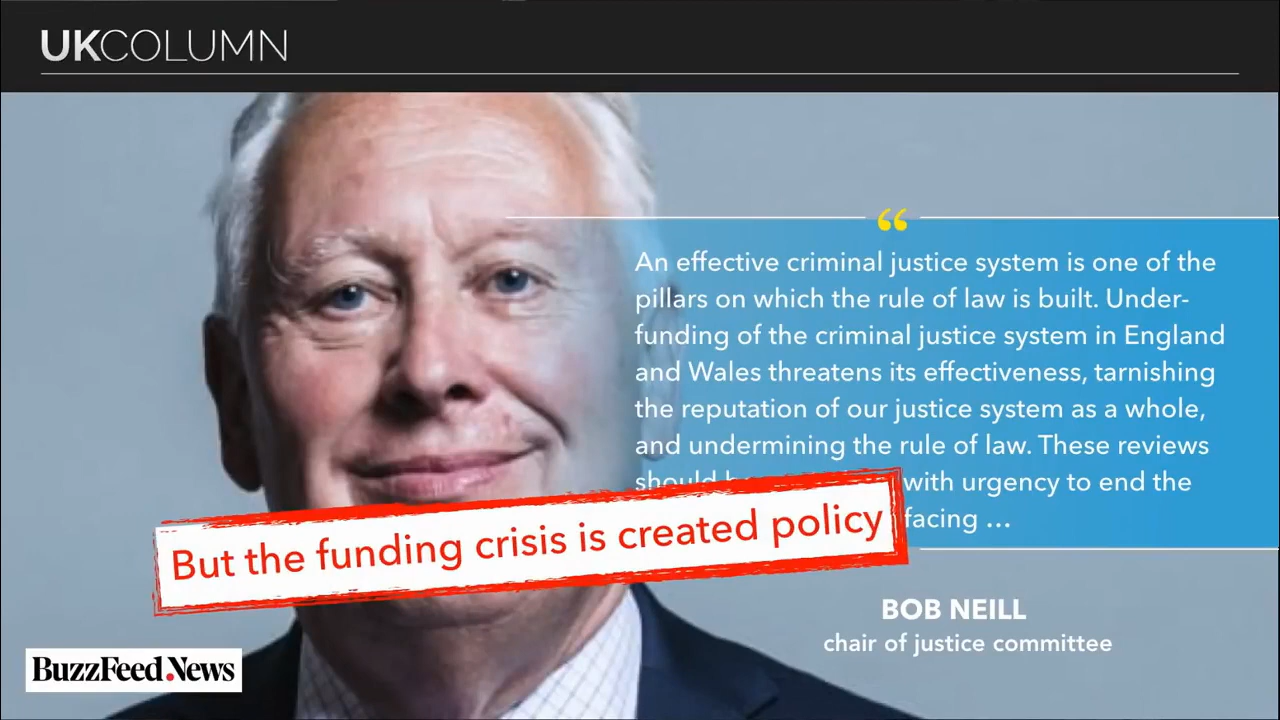 UKCOLUMN
“
An effective criminal justice system is one of the
pillars on which the rule of law is built. Under-
funding of the criminal justice system in England
and Wales threatens its effectiveness, tarnishing
the reputation of our justice system as a whole,
and undermining the rule of law. These reviews
should with urgency to end the
facing ...
But the funding crisis is created policy
BOB NEILL
chair of justice committee
BuzzFeed.News